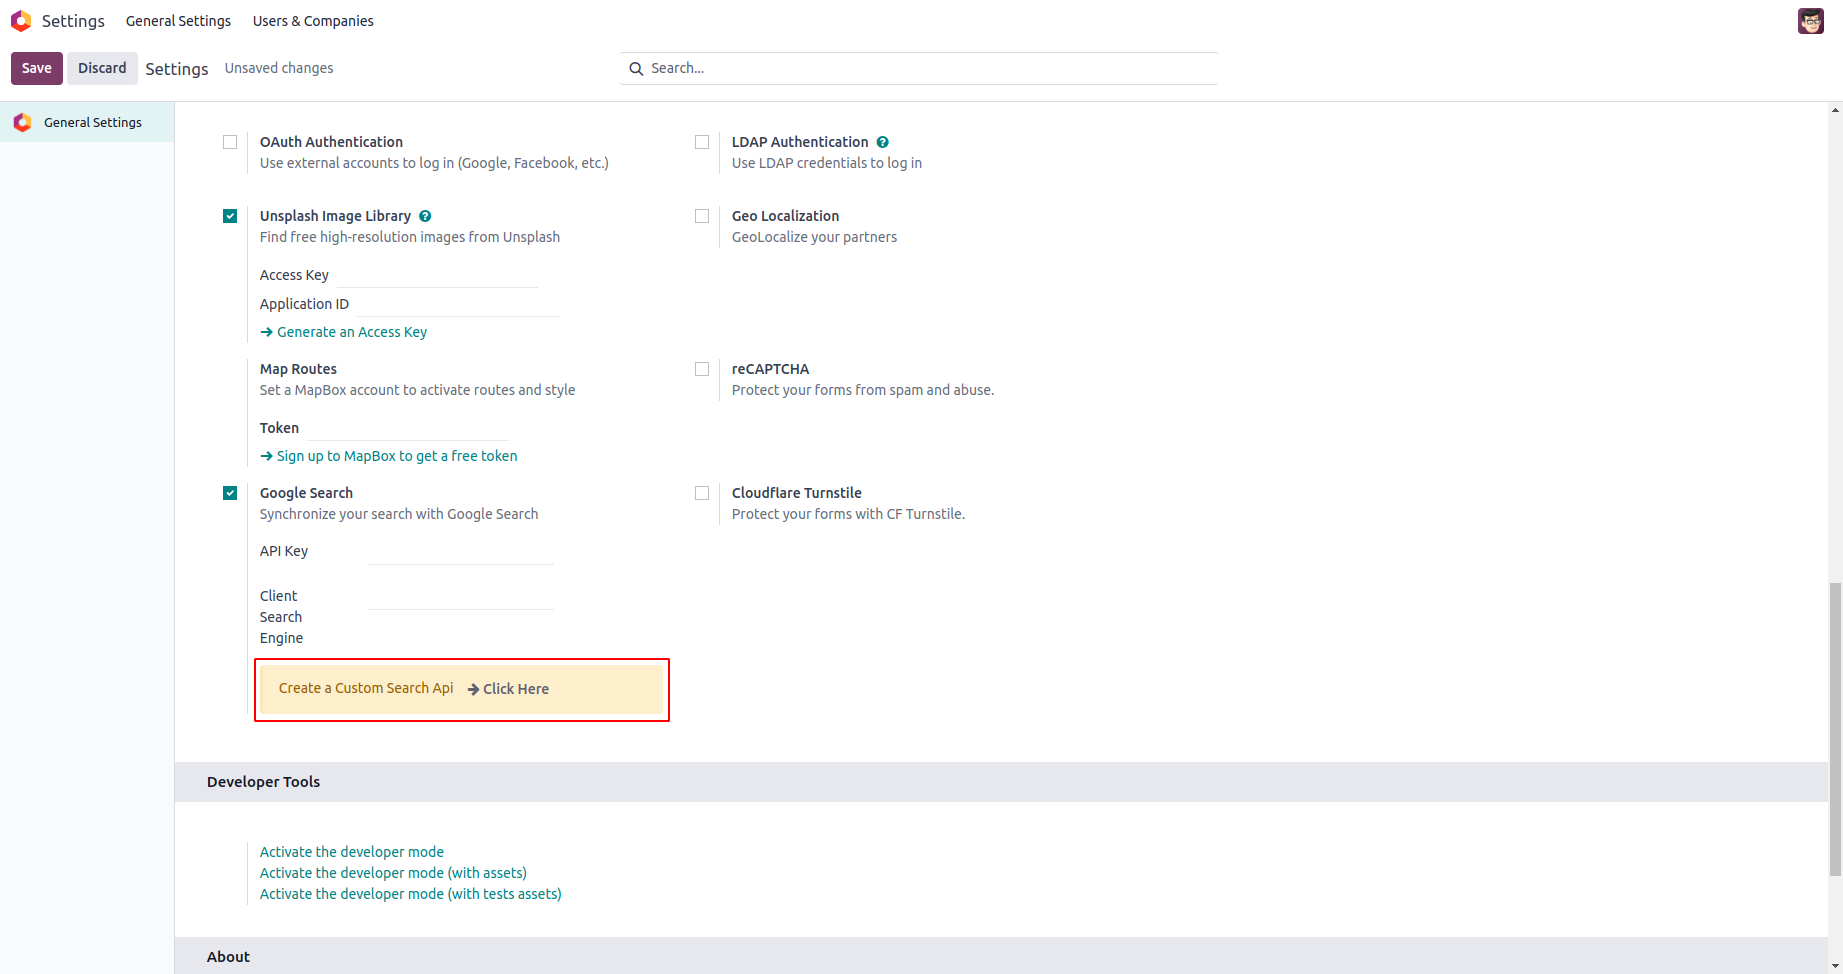 Settings General Settings Users & Companies
Save Discard Settings Unsaved changes Search...
General Settings
OAuth Authentication
Use external accounts to log in (Google, Facebook, etc.)
LDAP Authentication ?
Use LDAP credentials to log in
Unsplash Image Library ?
Find free high-resolution images from Unsplash
Access Key
Application ID
→ Generate an Access Key
Geo Localization
GeoLocalize your partners
Map Routes
Set a MapBox account to activate routes and style
Token
→ Sign up to MapBox to get a free token
reCAPTCHA
Protect your forms from spam and abuse.
Google Search
Synchronize your search with Google Search
API Key
Client
Search
Engine
Create a Custom Search Api → Click Here
Cloudflare Turnstile
Protect your forms with CF Turnstile.
Developer Tools
Activate the developer mode
Activate the developer mode (with assets)
Activate the developer mode (with tests assets)
About